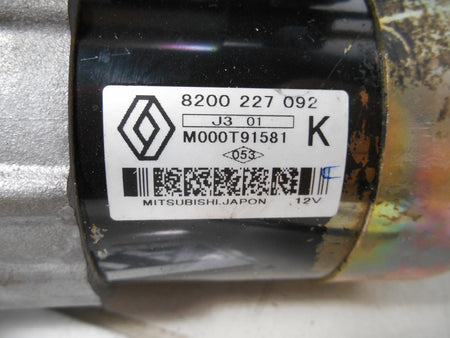 8200 227 092
J3 01
M000T91581
K
053
MITSUBISHI.JAPON 12V